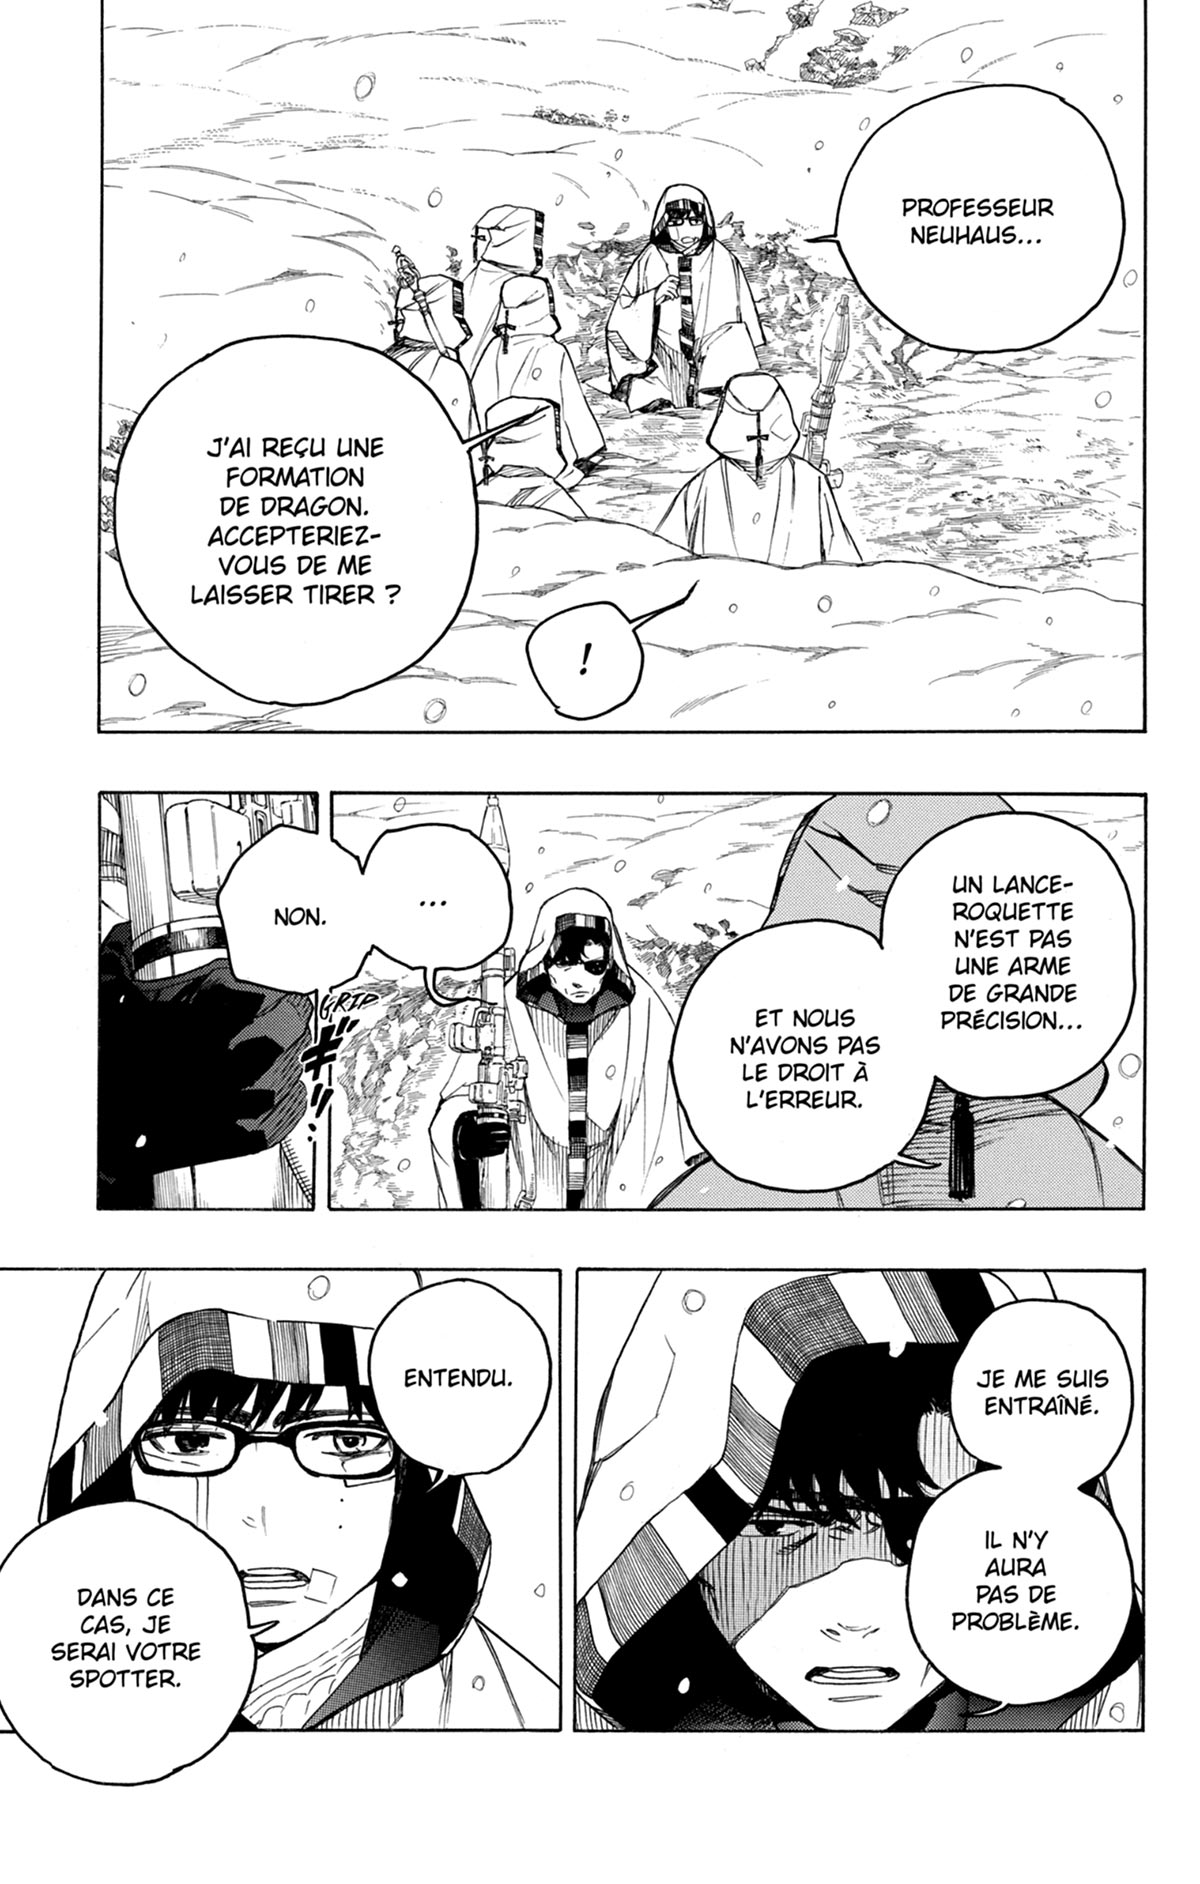 PROFESSEUR
NEUHAUS...
J'AI REÇU UNE
FORMATION
DE DRAGON.
ACCEPTERIEZ-
VOUS DE ME
LAISSER TIRER ?
!
UN LANCE-
ROQUETTE
N'EST PAS
UNE ARME
DE GRANDE
PRÉCISION...
ET NOUS
N'AVONS PAS
LE DROIT À
L'ERREUR.
...
NON.
GRIP
JE ME SUIS
ENTRAÎNÉ.
IL N'Y
AURA
PAS DE
PROBLÈME.
ENTENDU.
DANS CE
CAS, JE
SERAI VOTRE
SPOTTER.